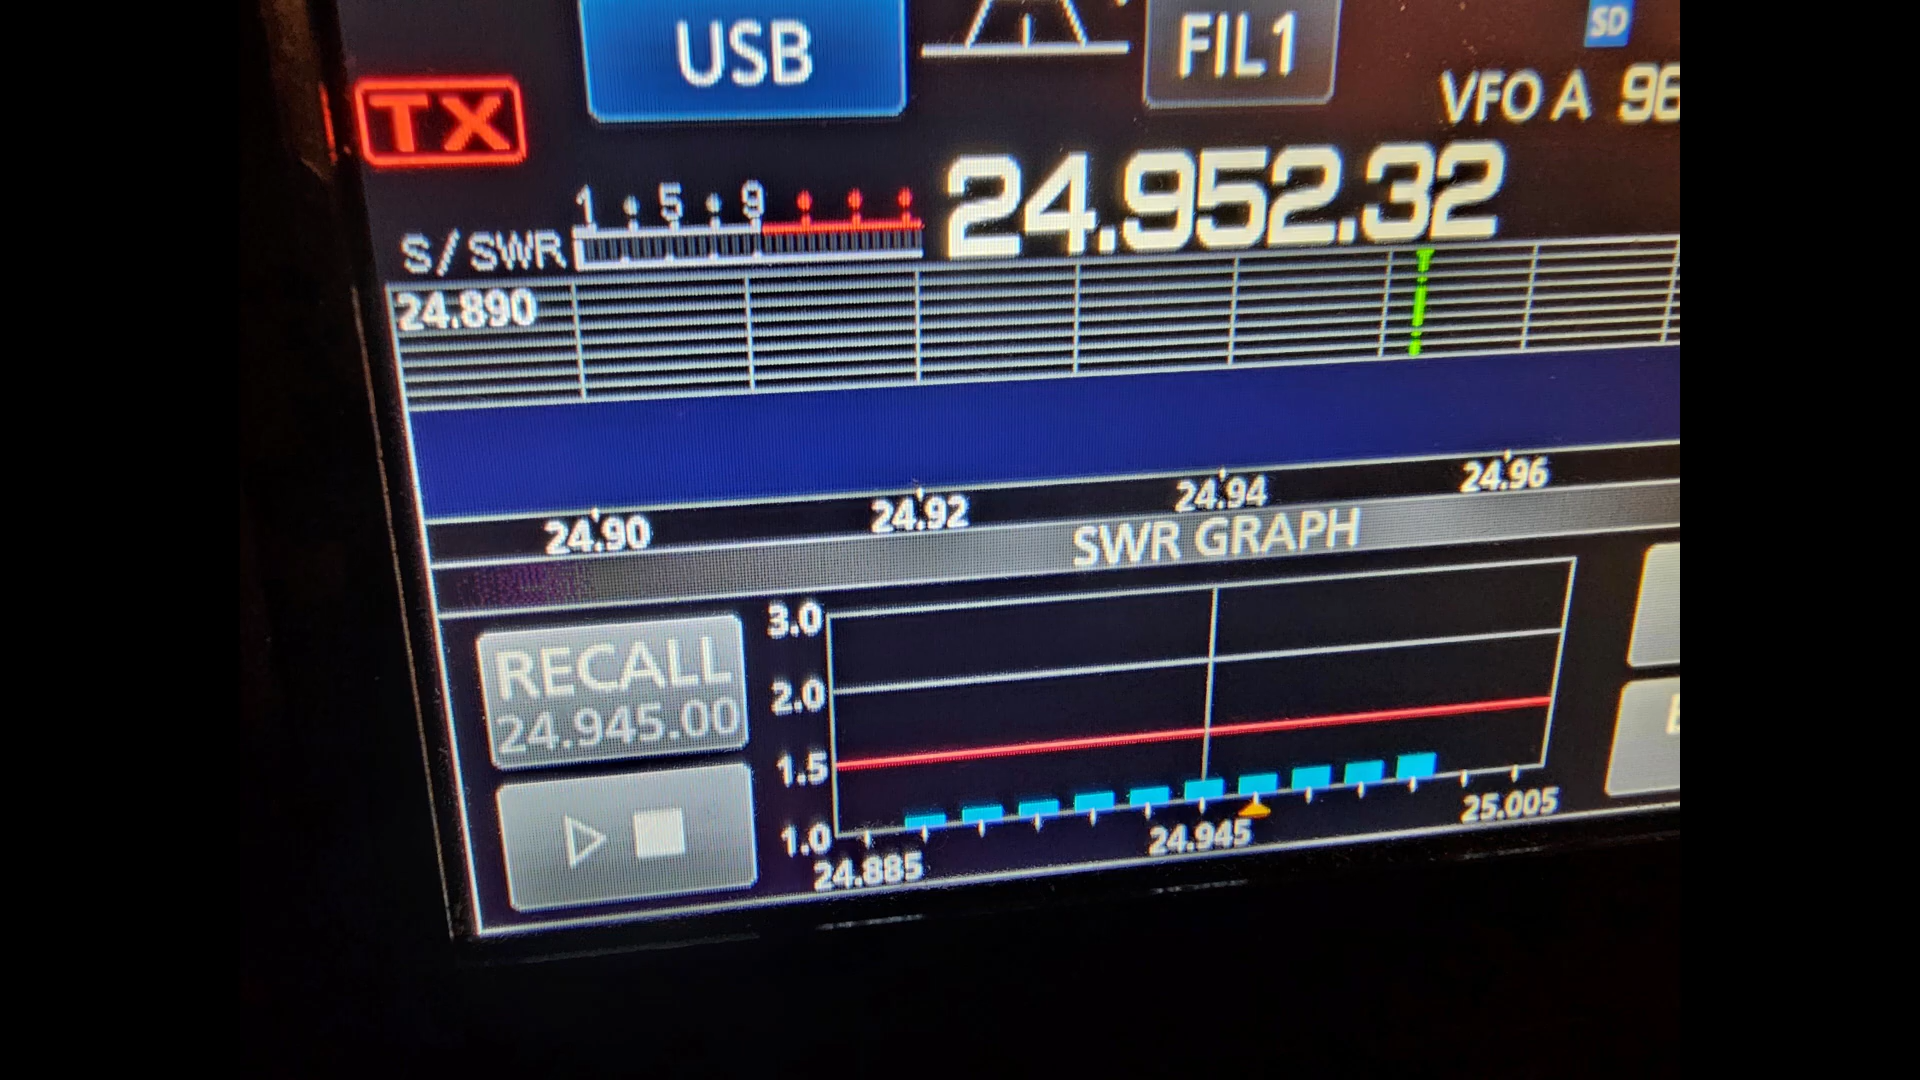 USB
FIL1
SD
TX
VFO A 96
1 5 9
24.952.32
S/SWR
24.890
24.90 24.92 24.94 24.96
SWR GRAPH
RECALL
24.945.00
3.0
2.0
1.5
1.0
24.885 24.945 25.005